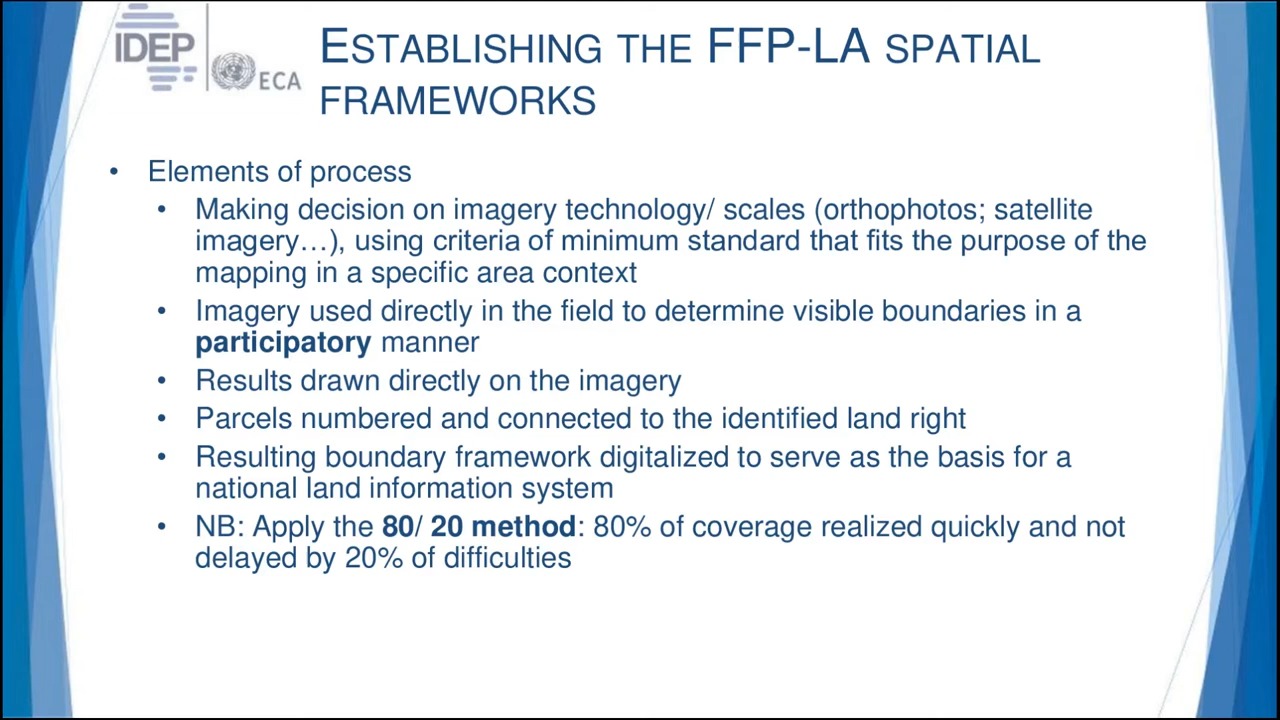 IDEP
ECA
ESTABLISHING THE FFP-LA SPATIAL
FRAMEWORKS
• Elements of process
• Making decision on imagery technology/ scales (orthophotos; satellite
imagery…), using criteria of minimum standard that fits the purpose of the
mapping in a specific area context
• Imagery used directly in the field to determine visible boundaries in a
participatory manner
• Results drawn directly on the imagery
• Parcels numbered and connected to the identified land right
• Resulting boundary framework digitalized to serve as the basis for a
national land information system
• NB: Apply the 80/ 20 method: 80% of coverage realized quickly and not
delayed by 20% of difficulties